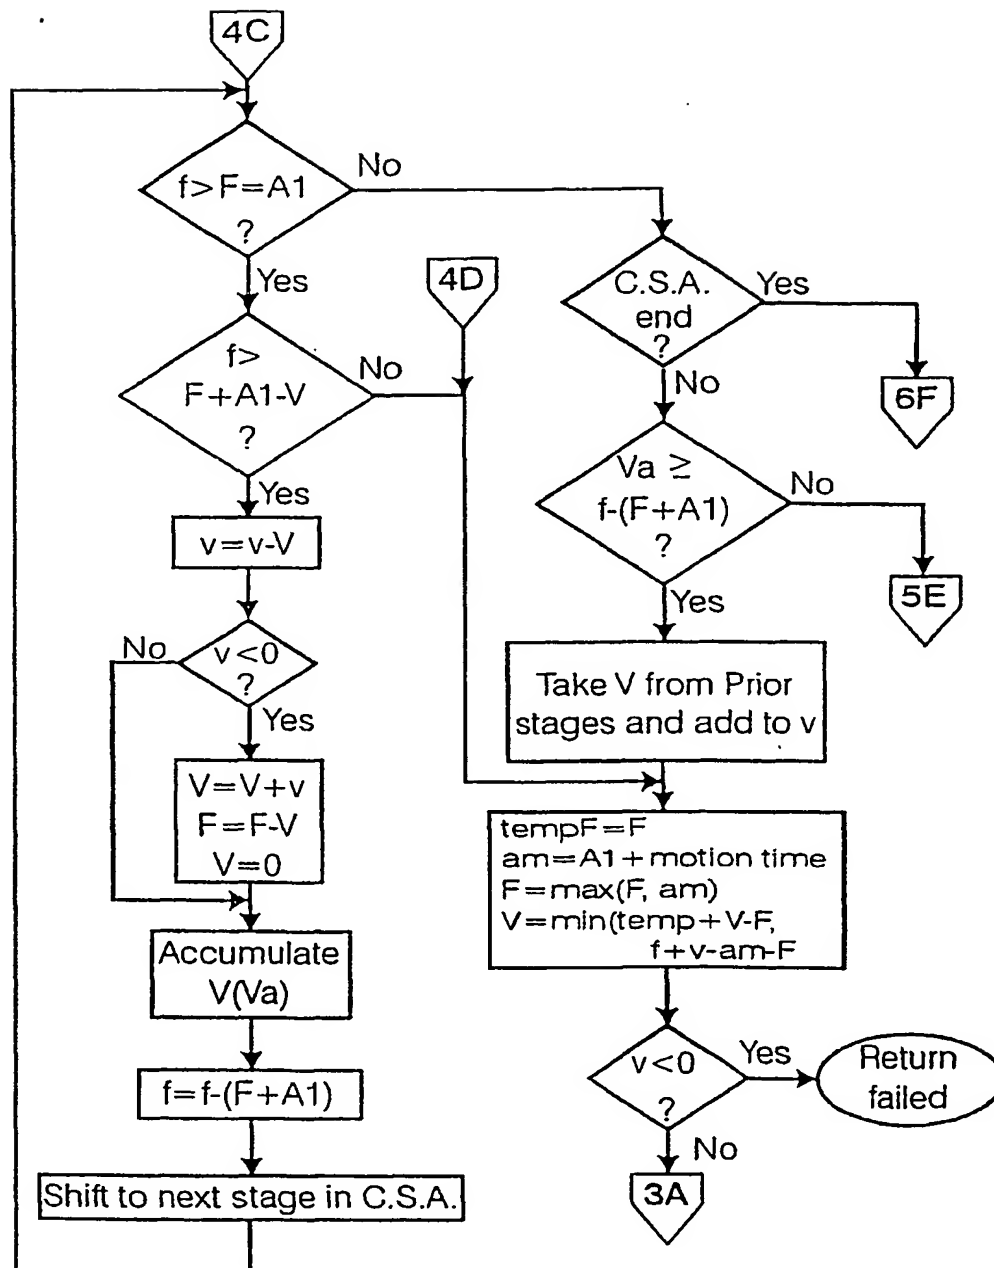 4C
f>F=A1
?
No
Yes
4D
C.S.A.
end
?
Yes
6F
No
f>
F+A1-V
?
No
Yes
Va ≥
f-(F+A1)
?
No
5E
Yes
v=v-V
v<0
?
No
Yes
Take V from Prior
stages and add to v
V=V+v
F=F-V
V=0
tempF=F
am=A1+motion time
F=max(F, am)
V=min(temp+V-F,
f+v-am-F
Accumulate
V(Va)
f=f-(F+A1)
v<0
?
Yes
Return
failed
No
3A
Shift to next stage in C.S.A.